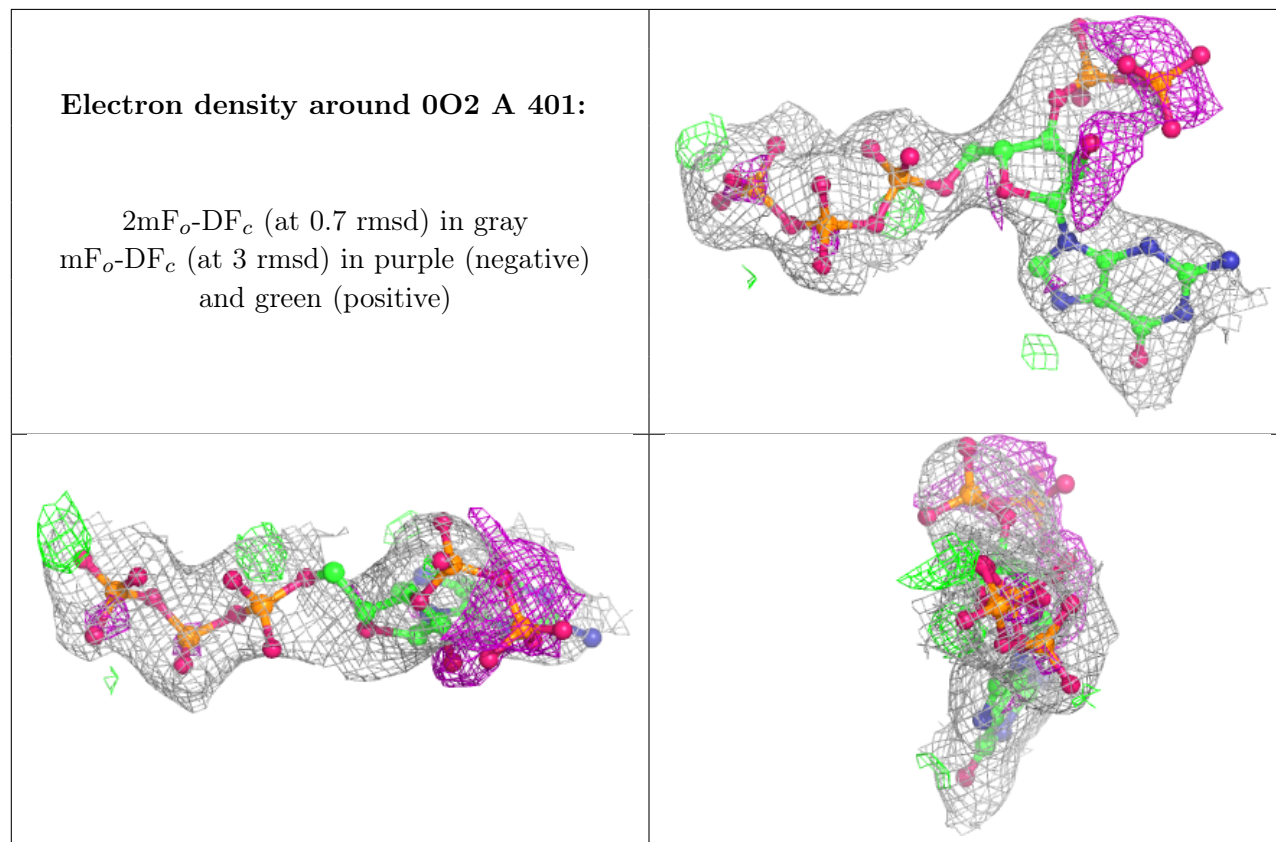 Electron density around 0O2 A 401:
2mFo-DFc (at 0.7 rmsd) in gray
mFo-DFc (at 3 rmsd) in purple (negative)
and green (positive)